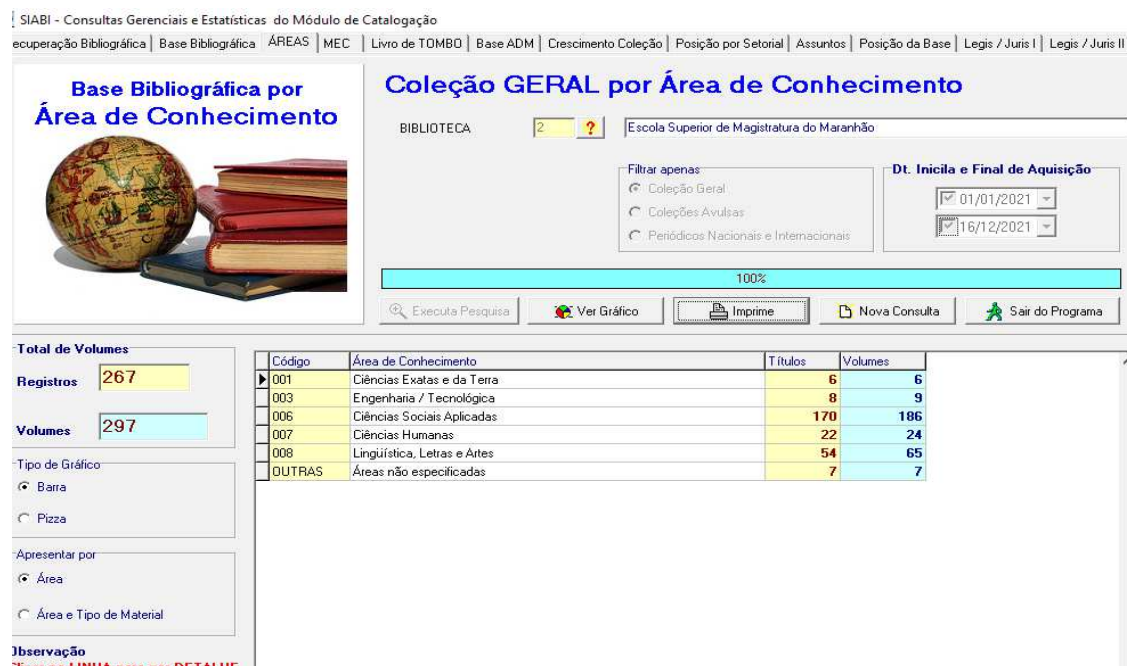 SIABI - Consultas Gerenciais e Estatísticas do Módulo de Catalogação
ecuperação Bibliográfica Base Bibliográfica ÁREAS MEC Livro de TOMBO Base ADM Crescimento Coleção Posição por Setorial Assuntos Posição da Base Legis / Juris I Legis / Juris II
Base Bibliográfica por
Área de Conhecimento
Coleção GERAL por Área de Conhecimento
BIBLIOTECA 2 ? Escola Superior de Magistratura do Maranhão
Filtrar apenas
Coleção Geral
Coleções Avulsas
Periódicos Nacionais e Internacionais
Dt. Inicila e Final de Aquisição
01/01/2021
16/12/2021
100%
Executa Pesquisa Ver Gráfico Imprime Nova Consulta Sair do Programa
Total de Volumes
Registros 267
Volumes 297
Tipo de Gráfico
Barra
Pizza
Apresentar por
Área
Área e Tipo de Material
Observação
Código Área de Conhecimento Títulos Volumes
001 Ciências Exatas e da Terra 6 6
003 Engenharia / Tecnológica 8 9
006 Ciências Sociais Aplicadas 170 186
007 Ciências Humanas 22 24
008 Lingüística, Letras e Artes 54 65
OUTRAS Áreas não especificadas 7 7